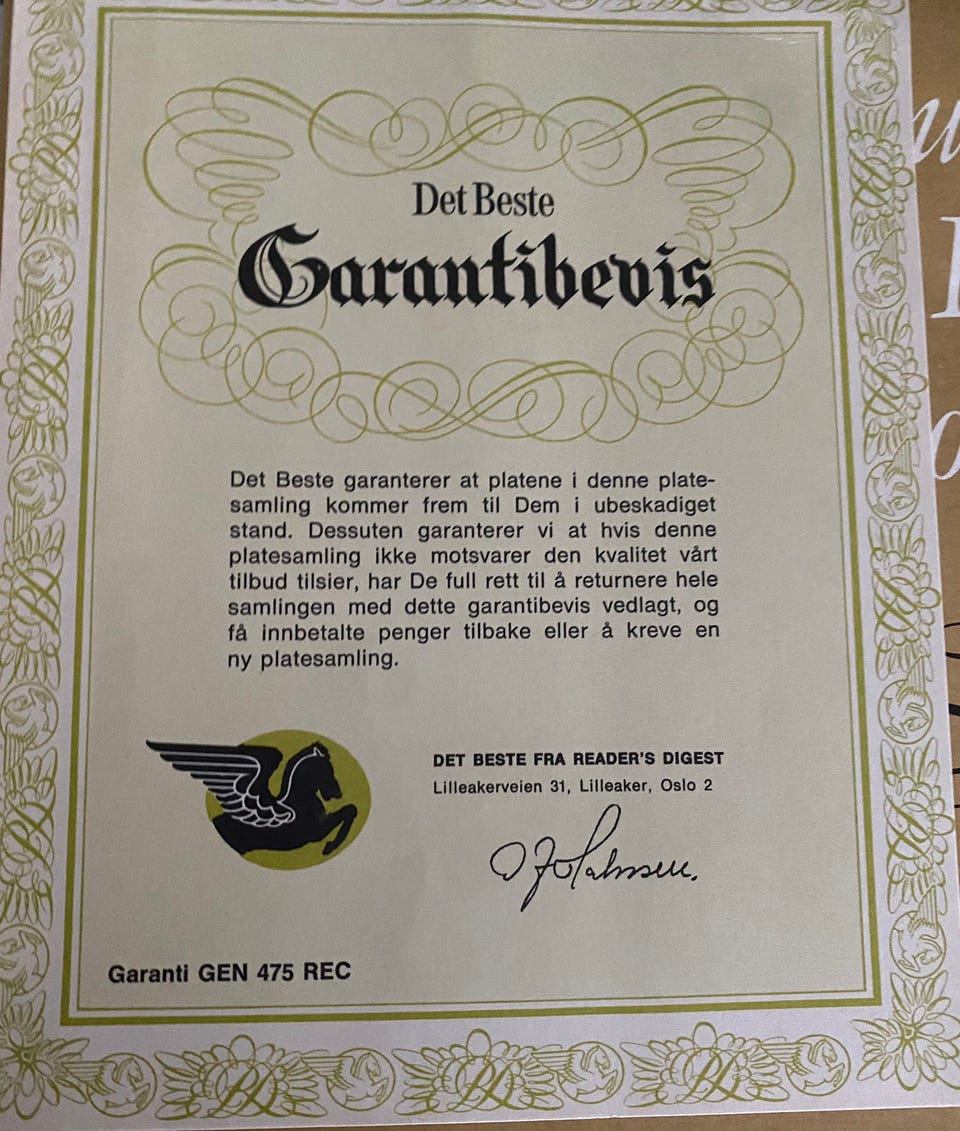 Det Beste
Garantibevis
Det Beste garanterer at platene i denne plate-
samling kommer frem til Dem i ubeskadiget
stand. Dessuten garanterer vi at hvis denne
platesamling ikke motsvarer den kvalitet vårt
tilbud tilsier, har De full rett til å returnere hele
samlingen med dette garantibevis vedlagt, og
få innbetalte penger tilbake eller å kreve en
ny platesamling.
DET BESTE FRA READER'S DIGEST
Lilleakerveien 31, Lilleaker, Oslo 2
Garanti GEN 475 REC